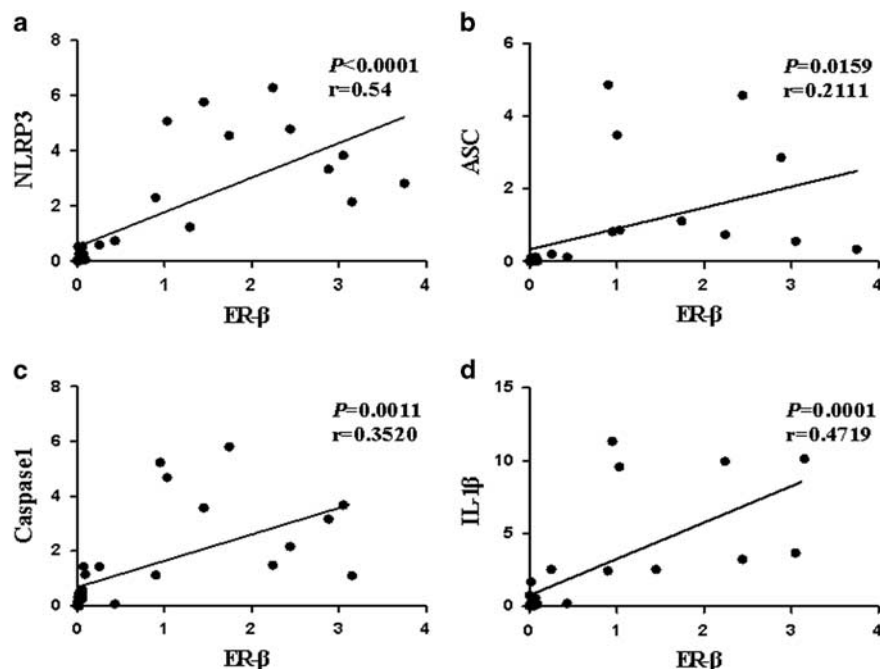 a
8
6
4
2
0
NLRP3
P<0.0001
r=0.54
0 1 2 3 4
ER-β
b
6
4
2
0
ASC
P=0.0159
r=0.2111
0 1 2 3 4
ER-β
c
8
6
4
2
0
Caspase1
P=0.0011
r=0.3520
0 1 2 3 4
ER-β
d
15
10
5
0
IL-1β
P=0.0001
r=0.4719
0 1 2 3 4
ER-β